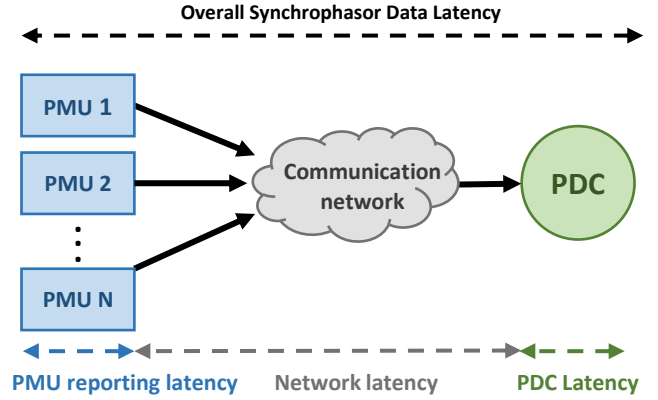 Overall Synchrophasor Data Latency
PMU 1
PMU 2
PMU N
Communication
network
PDC
PMU reporting latency
Network latency
PDC Latency